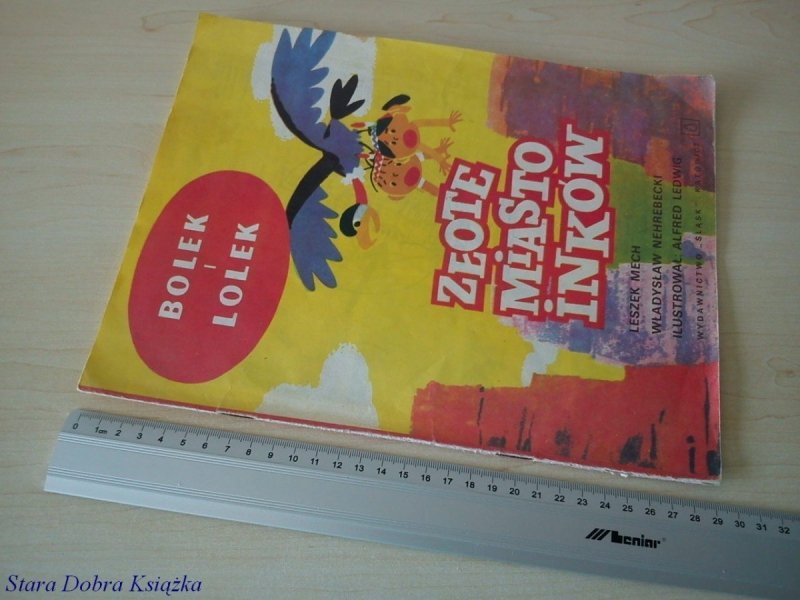 BOLEK
I
LOLEK
ZŁOTE
MIASTO
INKÓW
LESZEK MECH
WŁADYSŁAW NEHREBECKI
ILUSTROWAŁ ALFRED LEDWIG
WYDAWNICTWO „ŚLĄSK” KATOWICE
0 1cm 2 3 4 5 6 7 8 9 10 11 12 13 14 15 16 17 18 19 20 21 22 23 24 25 26 27 28 29 30 31 32
leniar
Stara Dobra Książka